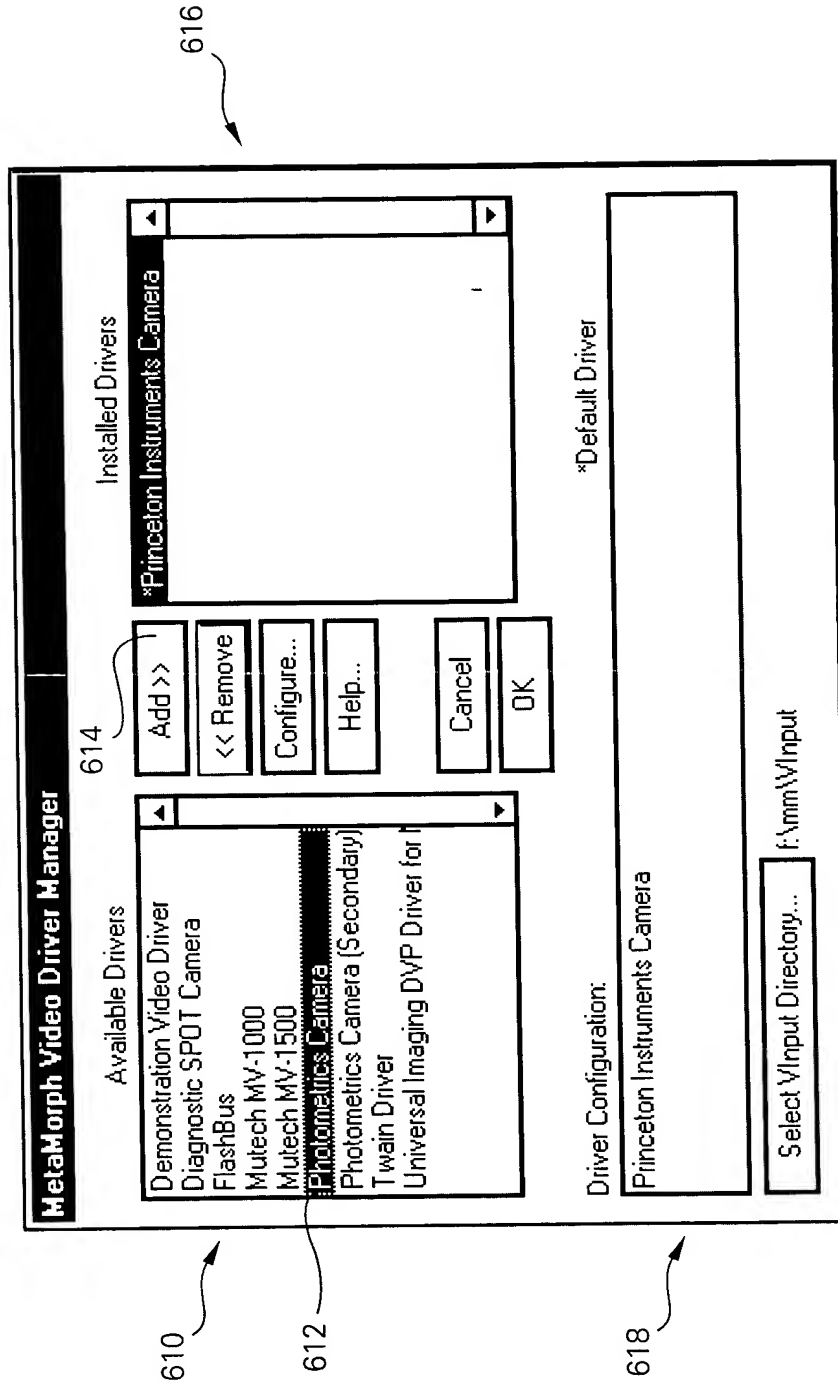 MetaMorph Video Driver Manager
Available Drivers
Demonstration Video Driver
Diagnostic SPOT Camera
FlashBus
Mutech MV-1000
Mutech MV-1500
Photometrics Camera
Photometrics Camera (Secondary)
Twain Driver
Universal Imaging DVP Driver for
614
Add >>
<< Remove
Configure...
Help...
Cancel
OK
Installed Drivers
*Princeton Instruments Camera
*Default Driver
Driver Configuration:
Princeton Instruments Camera
Select VInput Directory...
f:\mm\VInput
610
612
616
618